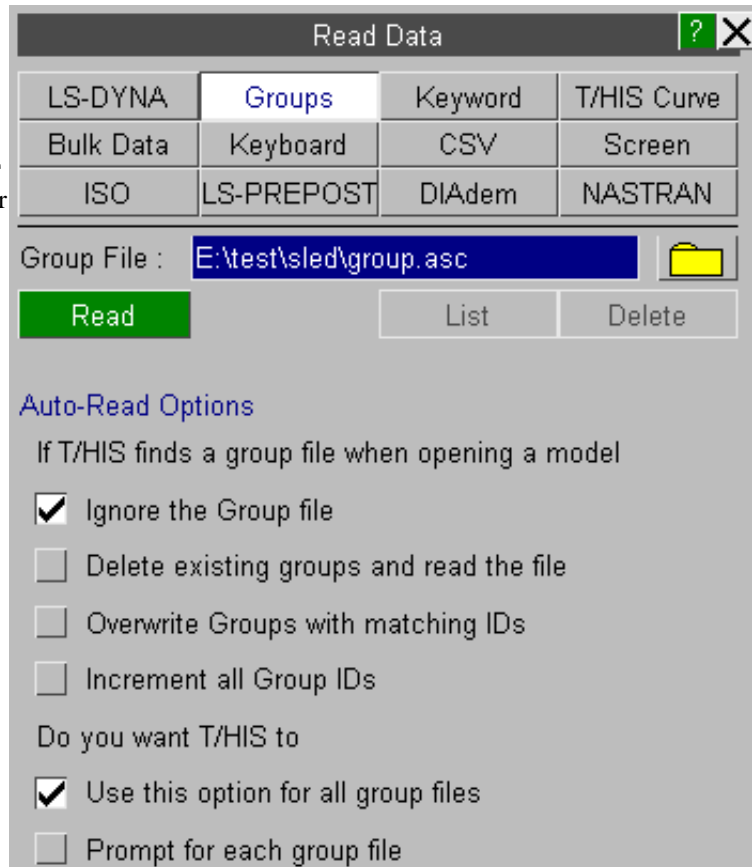 Read Data ?
LS-DYNA Groups Keyword T/HIS Curve
Bulk Data Keyboard CSV Screen
r ISO LS-PREPOST DIAdem NASTRAN
Group File : E:\test\sled\group.asc
Read List Delete
Auto-Read Options
If T/HIS finds a group file when opening a model
Ignore the Group file
Delete existing groups and read the file
Overwrite Groups with matching IDs
Increment all Group IDs
Do you want T/HIS to
Use this option for all group files
Prompt for each group file